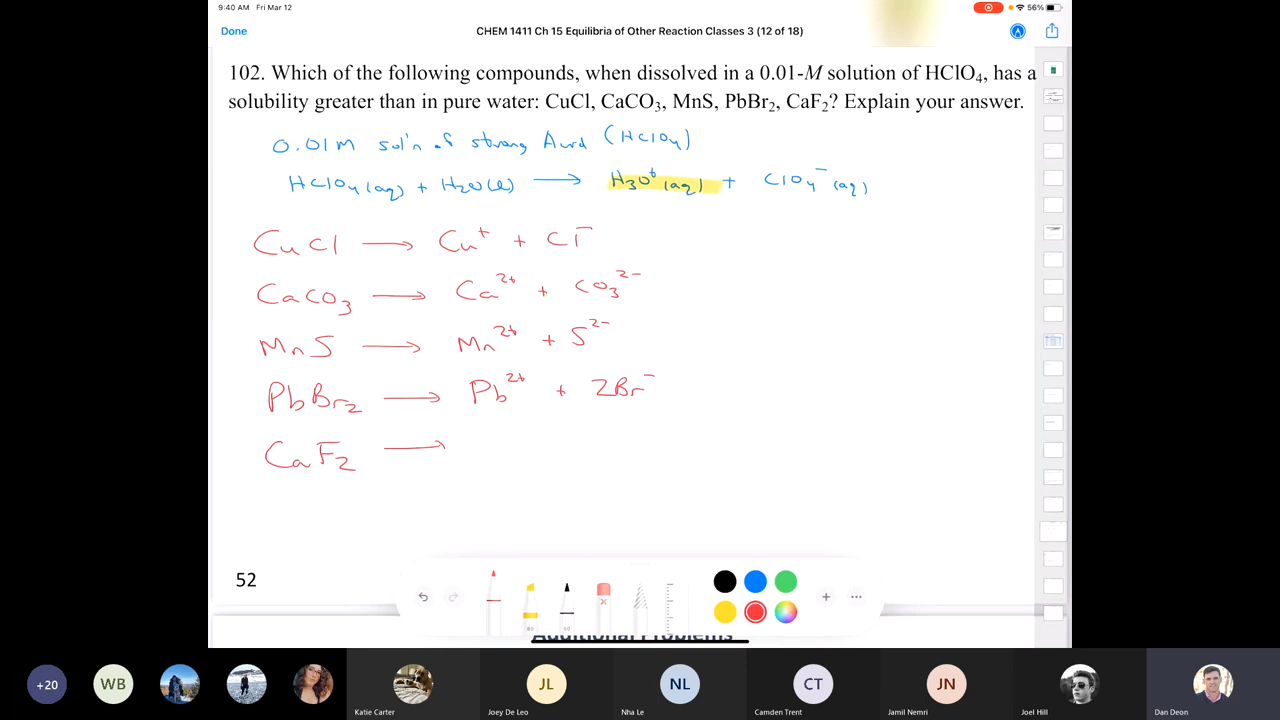 9:40 AM Fri Mar 12 56%
Done CHEM 1411 Ch 15 Equilibria of Other Reaction Classes 3 (12 of 18)
102. Which of the following compounds, when dissolved in a 0.01-M solution of HClO₄, has a
solubility greater than in pure water: CuCl, CaCO₃, MnS, PbBr₂, CaF₂? Explain your answer.
0.01M sol'n of strong Acid (HClO₄)
HClO₄(aq) + H₂O(l) ⟶ H₃O⁺(aq) + ClO₄⁻(aq)
CuCl ⟶ Cu⁺ + Cl⁻
CaCO₃ ⟶ Ca²⁺ + CO₃²⁻
MnS ⟶ Mn²⁺ + S²⁻
PbBr₂ ⟶ Pb²⁺ + 2Br⁻
CaF₂ ⟶
52
Additional Problems
+20 WB JL NL CT JN
Katie Carter Joey De Leo Nha Le Camden Trent Jamil Nemri Joel Hill Dan Deon